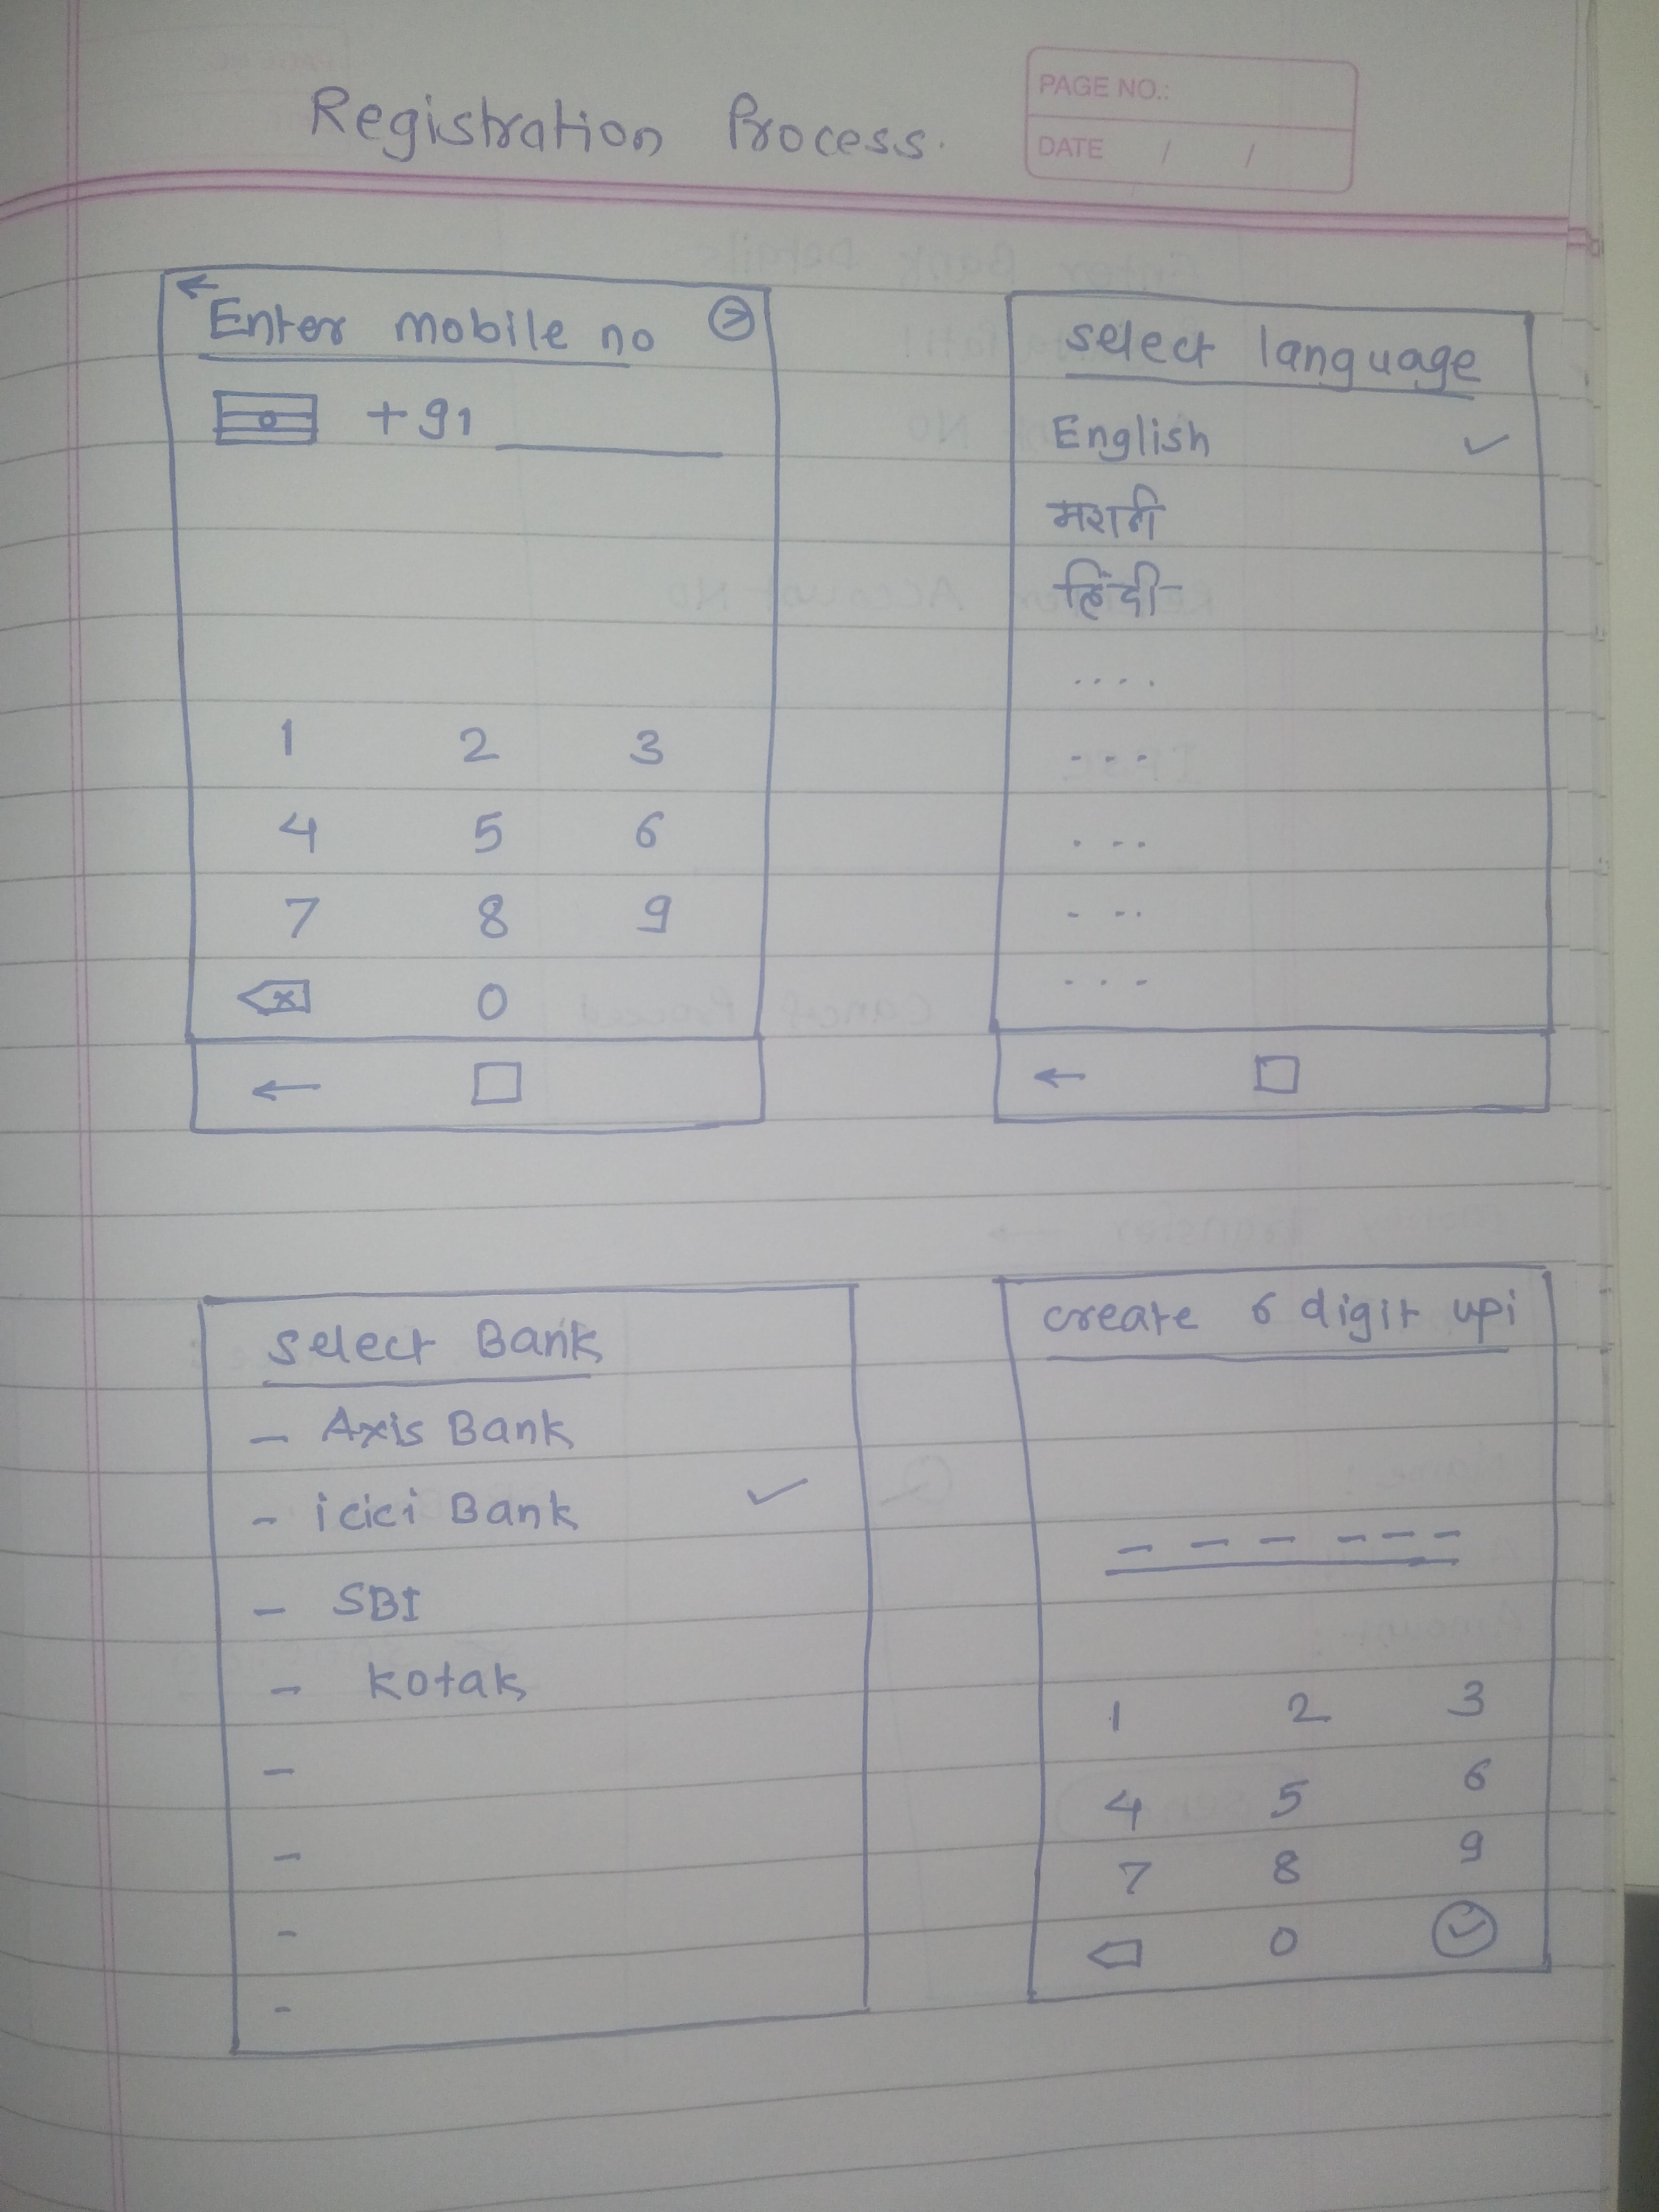 Registration Process.
PAGE NO.:
DATE / /
Enter mobile no
+91
1 2 3
4 5 6
7 8 9
x 0
select language
English ✓
मराठी
हिंदी
....
- - -
. - -
- - .
- - -
select Bank
- Axis Bank
- icici Bank ✓
- SBI
- kotak
-
-
-
-
create 6 digit upi
_ _ _ _ _ _
1 2 3
4 5 6
7 8 9
0 ✓